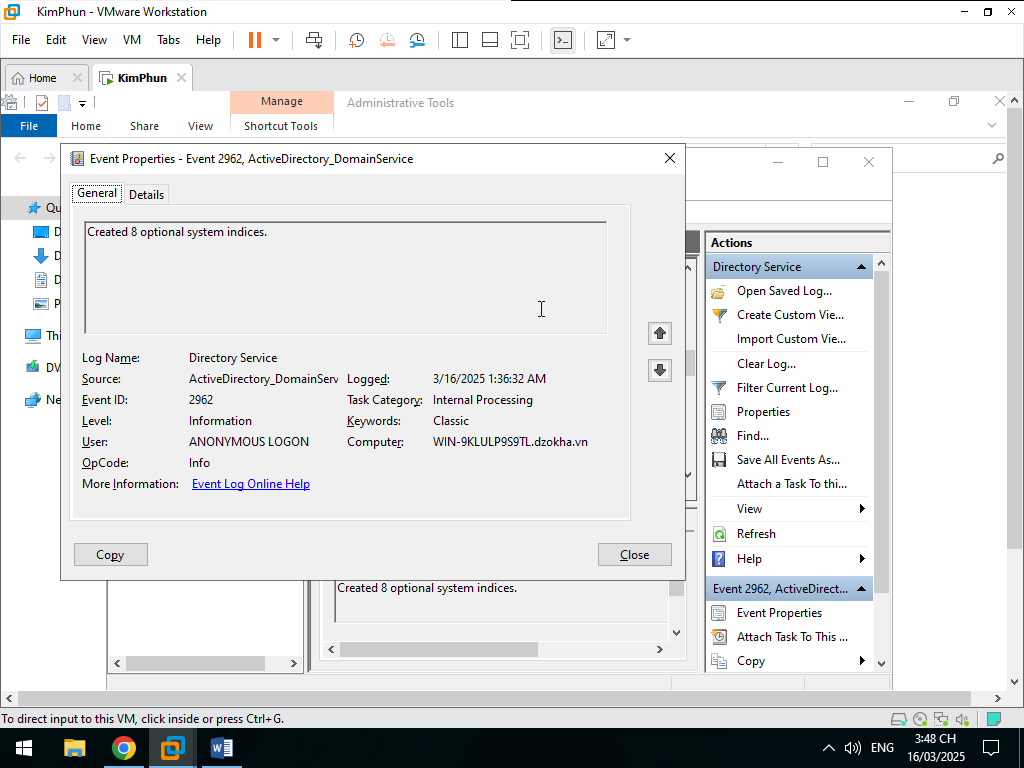 KimPhun - VMware Workstation
File Edit View VM Tabs Help
Home KimPhun
Manage Administrative Tools
File Home Share View Shortcut Tools
Event Properties - Event 2962, ActiveDirectory_DomainService
General Details
Created 8 optional system indices.
Log Name: Directory Service
Source: ActiveDirectory_DomainServ Logged: 3/16/2025 1:36:32 AM
Event ID: 2962 Task Category: Internal Processing
Level: Information Keywords: Classic
User: ANONYMOUS LOGON Computer: WIN-9KLULP9S9TL.dzokha.vn
OpCode: Info
More Information: Event Log Online Help
Copy Close
Qu
D
D
D
P
Thi
DV
Ne
Actions
Directory Service
Open Saved Log...
Create Custom Vie...
Import Custom Vie...
Clear Log...
Filter Current Log...
Properties
Find...
Save All Events As...
Attach a Task To thi...
View
Refresh
Help
Event 2962, ActiveDirect...
Event Properties
Attach Task To This ...
Copy
Created 8 optional system indices.
To direct input to this VM, click inside or press Ctrl+G.
ENG
3:48 CH
16/03/2025